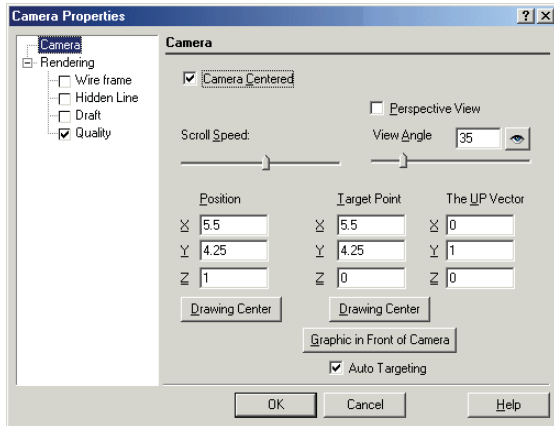 Camera Properties
Camera
Rendering
Wire frame
Hidden Line
Draft
Quality
Camera
Camera Centered
Perspective View
Scroll Speed:
View Angle 35
Position Target Point The UP Vector
X 5.5 X 5.5 X 0
Y 4.25 Y 4.25 Y 1
Z 1 Z 0 Z 0
Drawing Center Drawing Center
Graphic in Front of Camera
Auto Targeting
OK Cancel Help